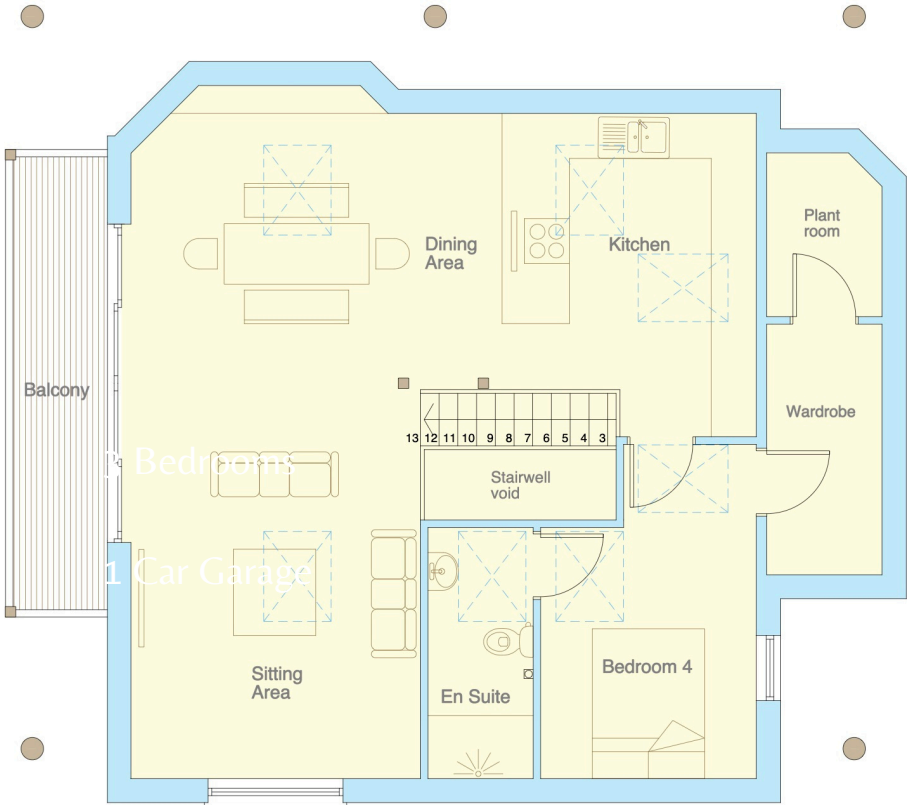 Plant
room
Dining
Area
Kitchen
Balcony
Wardrobe
13 12 11 10 9 8 7 6 5 4 3
3 Bedrooms
Stairwell
void
1 Car Garage
Sitting
Area
Bedroom 4
En Suite